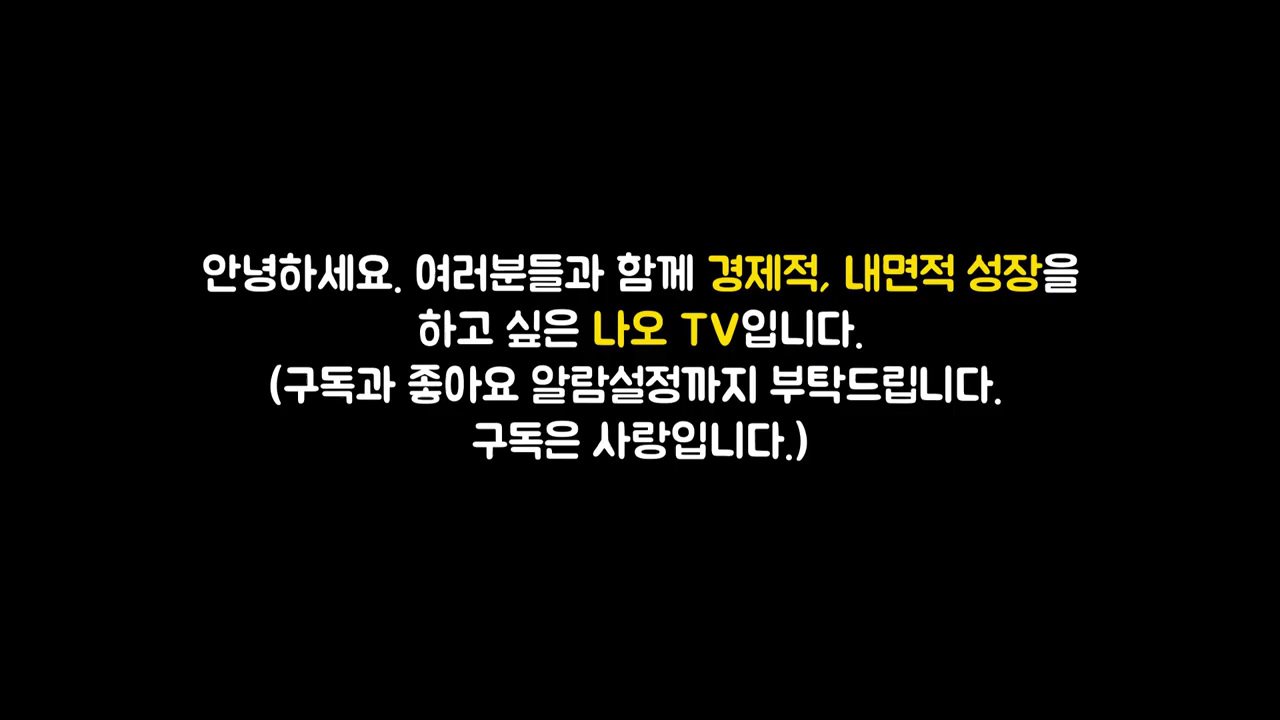 안녕하세요. 여러분들과 함께 경제적, 내면적 성장을
하고 싶은 나오 TV입니다.
(구독과 좋아요 알람설정까지 부탁드립니다.
구독은 사랑입니다.)